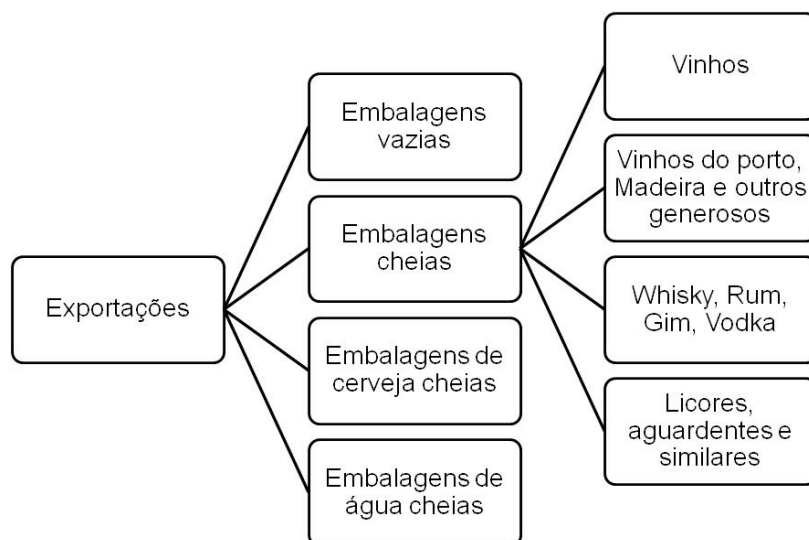 Exportações
Embalagens
vazias
Embalagens
cheias
Embalagens de
cerveja cheias
Embalagens de
água cheias
Vinhos
Vinhos do porto,
Madeira e outros
generosos
Whisky, Rum,
Gim, Vodka
Licores,
aguardentes e
similares